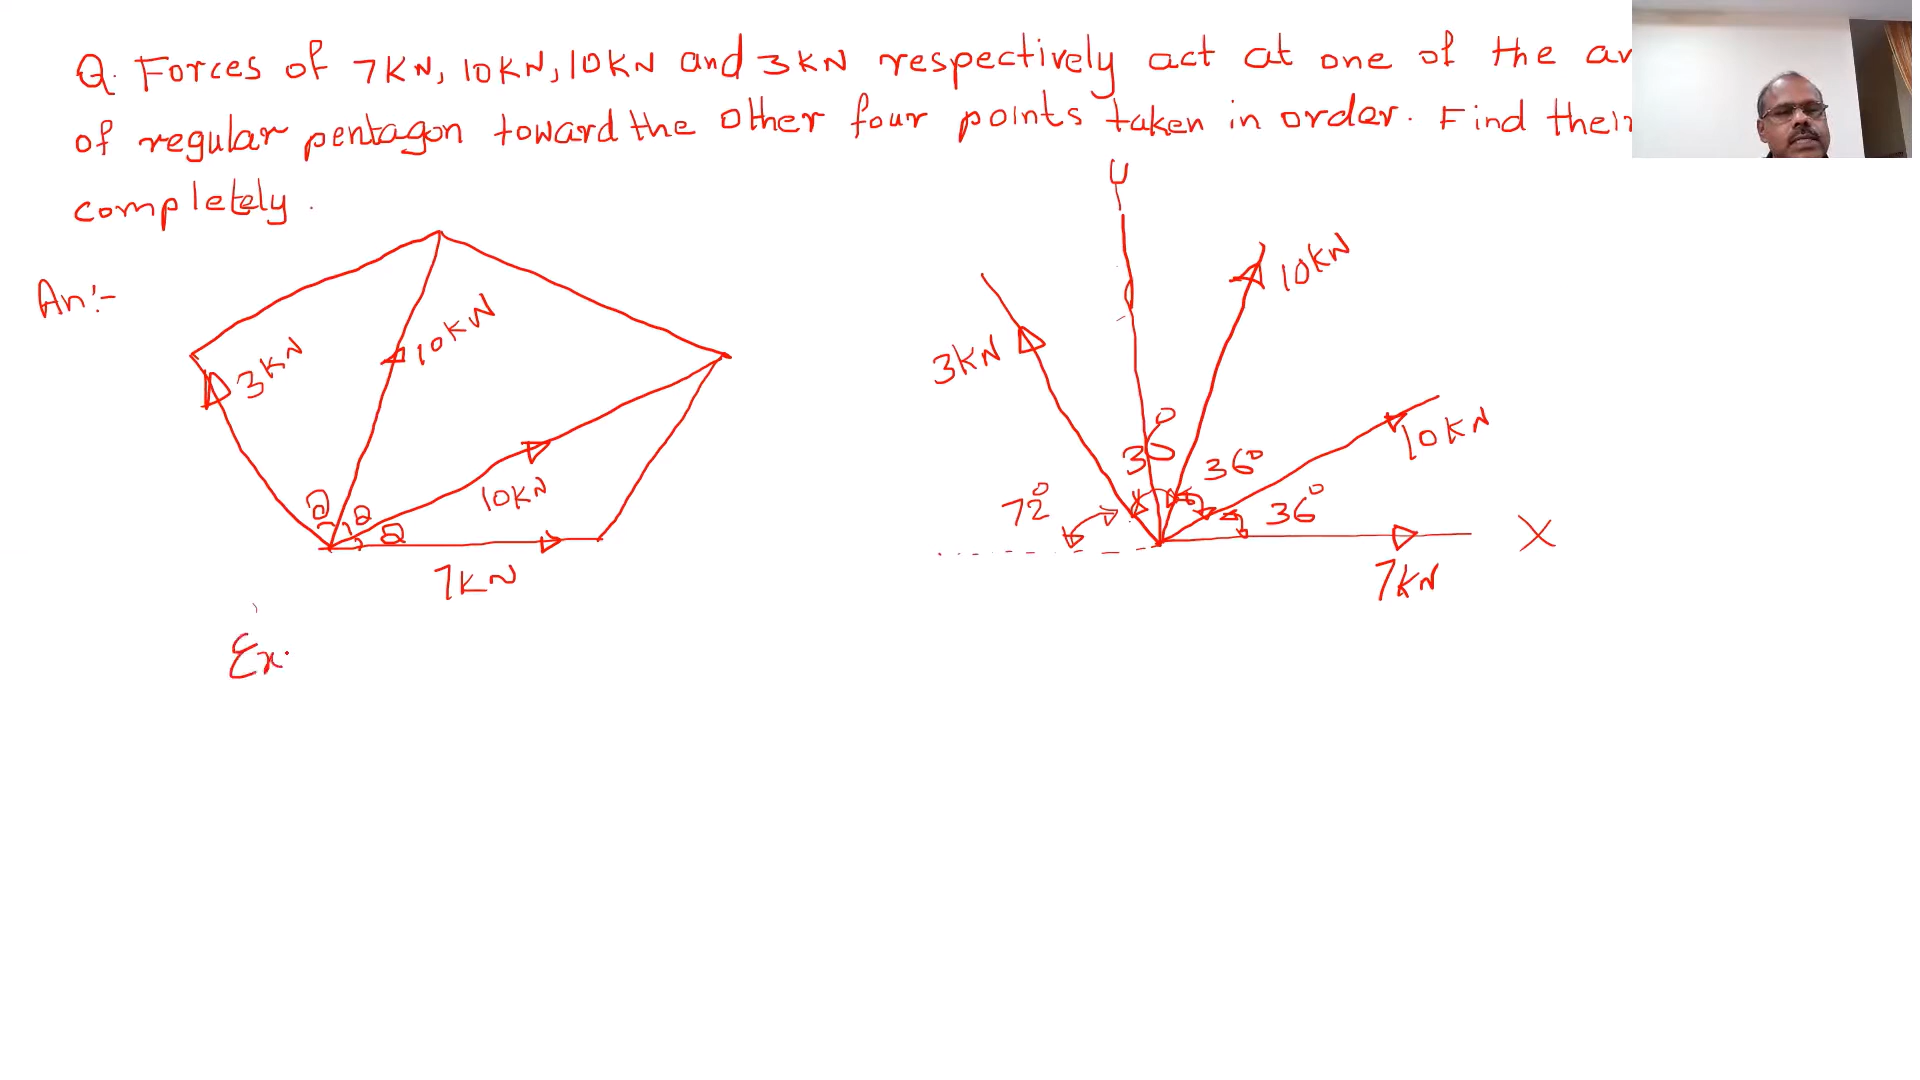 Q. Forces of 7KN, 10KN, 10KN and 3KN respectively act at one of the
of regular pentagon toward the other four points taken in order. Find their
completely.
An:-
3KN
10KN
10KN
θ θ θ
7KN
Y
10KN
3KN
36°
36°
10KN
72°
36°
X
7KN
Σx.